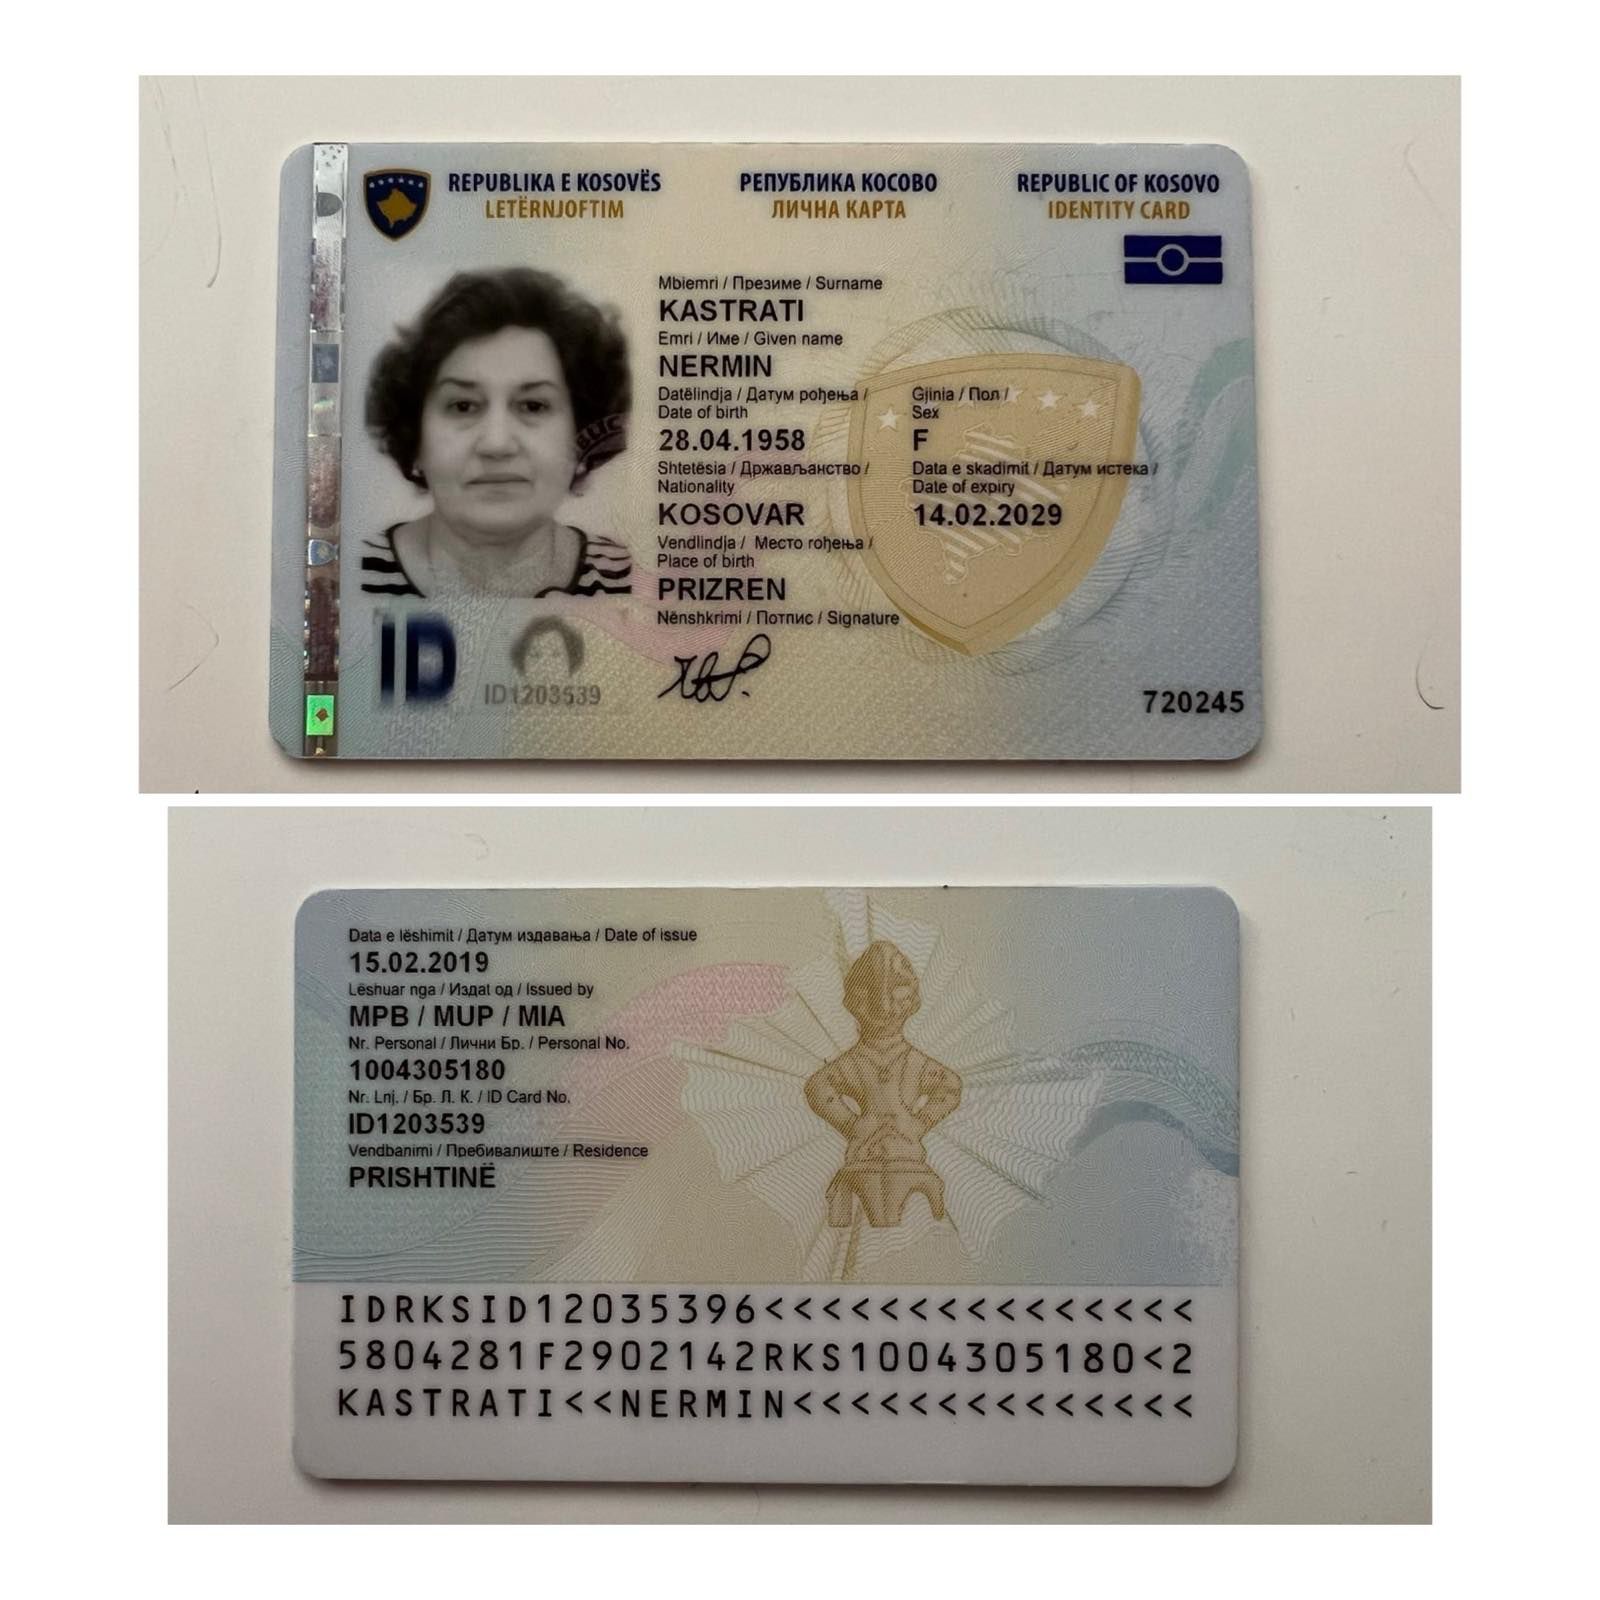 REPUBLIKA E KOSOVËS РЕПУБЛИКА КОСОВО REPUBLIC OF KOSOVO
LETËRNJOFTIM ЛИЧНА КАРТА IDENTITY CARD
Mbiemri / Презиме / Surname
KASTRATI
Emri / Име / Given name
NERMIN
Datëlindja / Датум рођења / Gjinia / Пол /
Date of birth Sex
28.04.1958 F
Shtetësia / Држављанство / Data e skadimit / Датум истека /
Nationality Date of expiry
KOSOVAR 14.02.2029
Vendlindja / Место рођења /
Place of birth
PRIZREN
Nënshkrimi / Потпис / Signature
ID ID1203539
720245
Data e lëshimit / Датум издавања / Date of issue
15.02.2019
Lëshuar nga / Издат од / Issued by
MPB / MUP / MIA
Nr. Personal / Лични Бр. / Personal No.
1004305180
Nr. Lnj. / Бр. Л. К. / ID Card No.
ID1203539
Vendbanimi / Пребивалиште / Residence
PRISHTINË
IDRKSID12035396<<<<<<<<<<<<<<<
5804281F2902142RKS1004305180<2
KASTRATI<<NERMIN<<<<<<<<<<<<<<